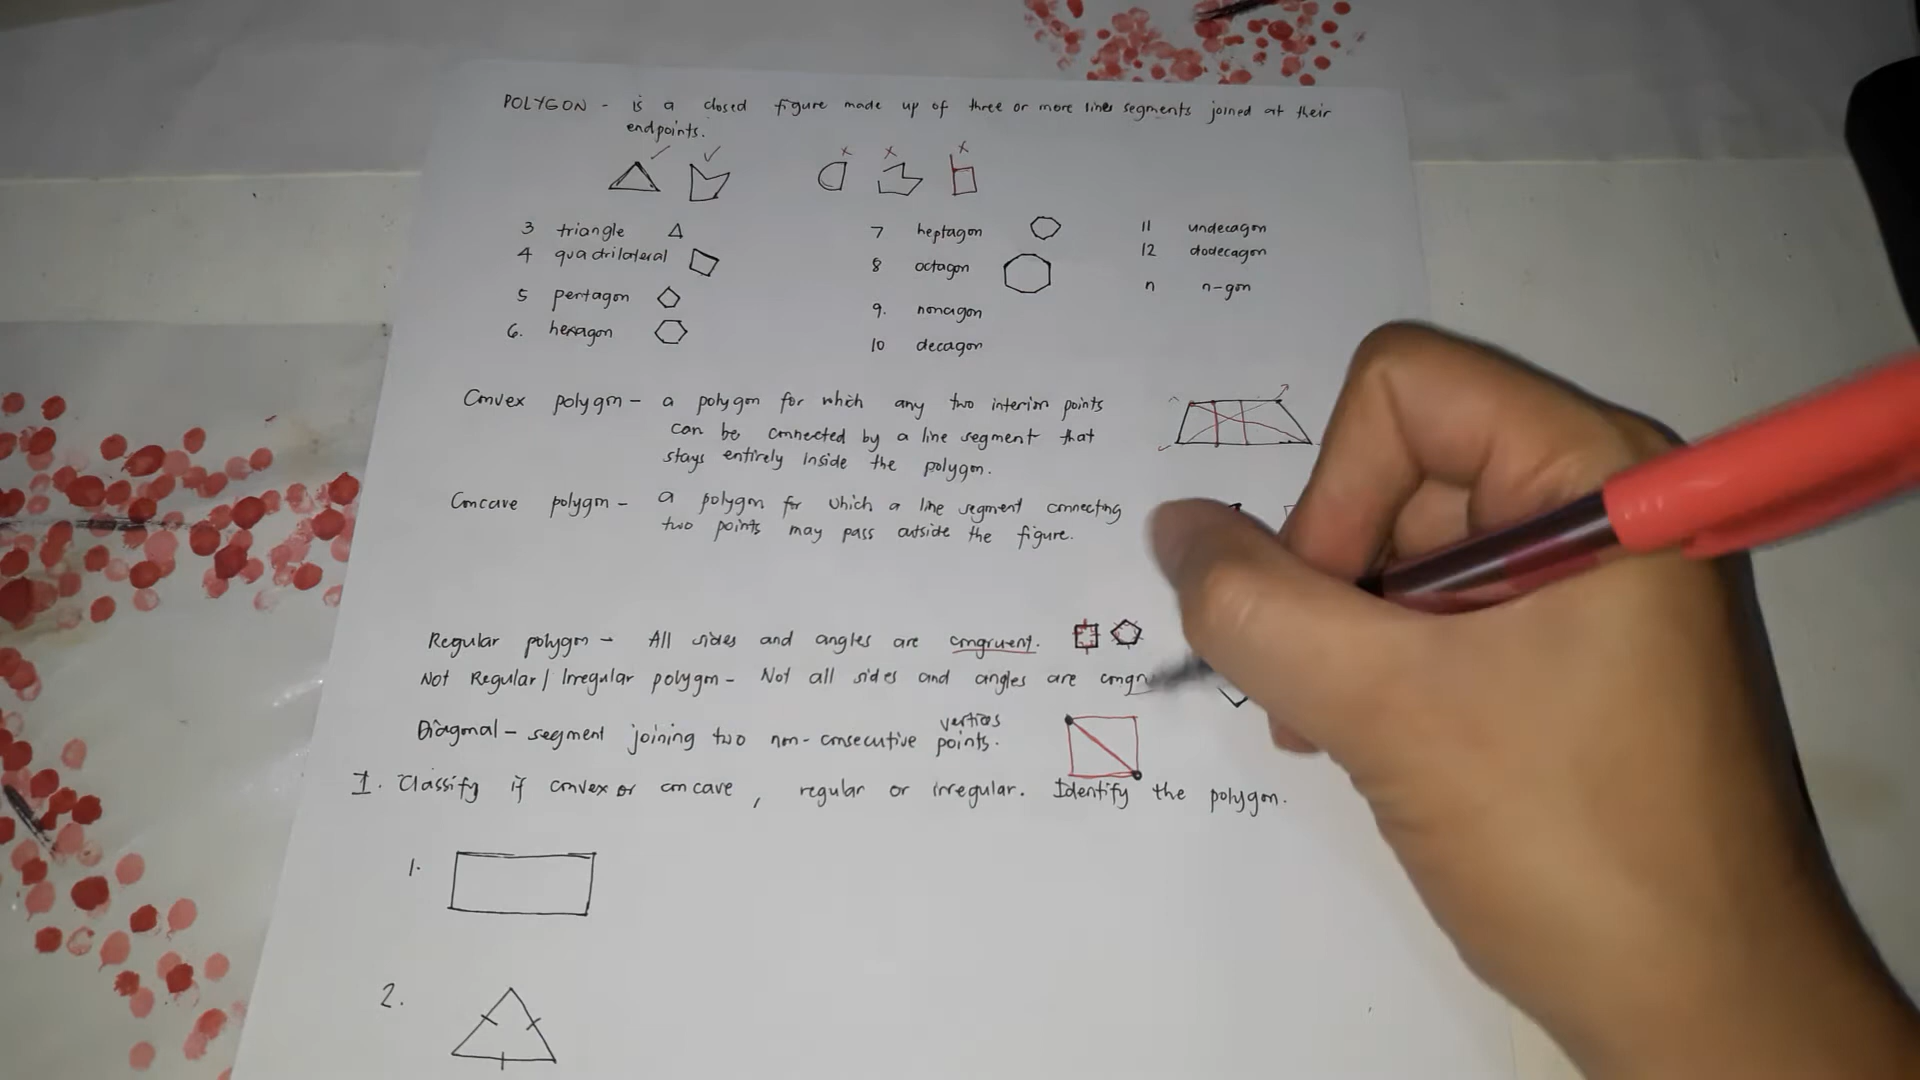 POLYGON - is a closed figure made up of three or more line segments joined at their
endpoints.
3 triangle
4 quadrilateral
5 pentagon
6. hexagon
7 heptagon
8 octagon
9. nonagon
10 decagon
11 undecagon
12 dodecagon
n n-gon
Convex polygon - a polygon for which any two interior points
can be connected by a line segment that
stays entirely inside the polygon.
Concave polygon - a polygon for which a line segment connecting
two points may pass outside the figure.
Regular polygon - All sides and angles are congruent.
Not Regular / Irregular polygon - Not all sides and angles are
vertices
Diagonal - segment joining two non-consecutive points.
I. Classify if convex or concave, regular or irregular. Identify the polygon.
1.
2.